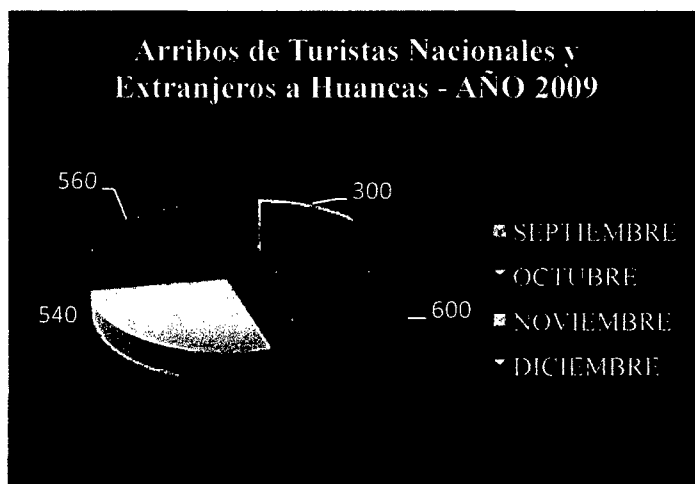 Arribos de Turistas Nacionales y
Extranjeros a Huancas - AÑO 2009
560
300
SEPTIEMBRE
OCTUBRE
540
600
NOVIEMBRE
DICIEMBRE